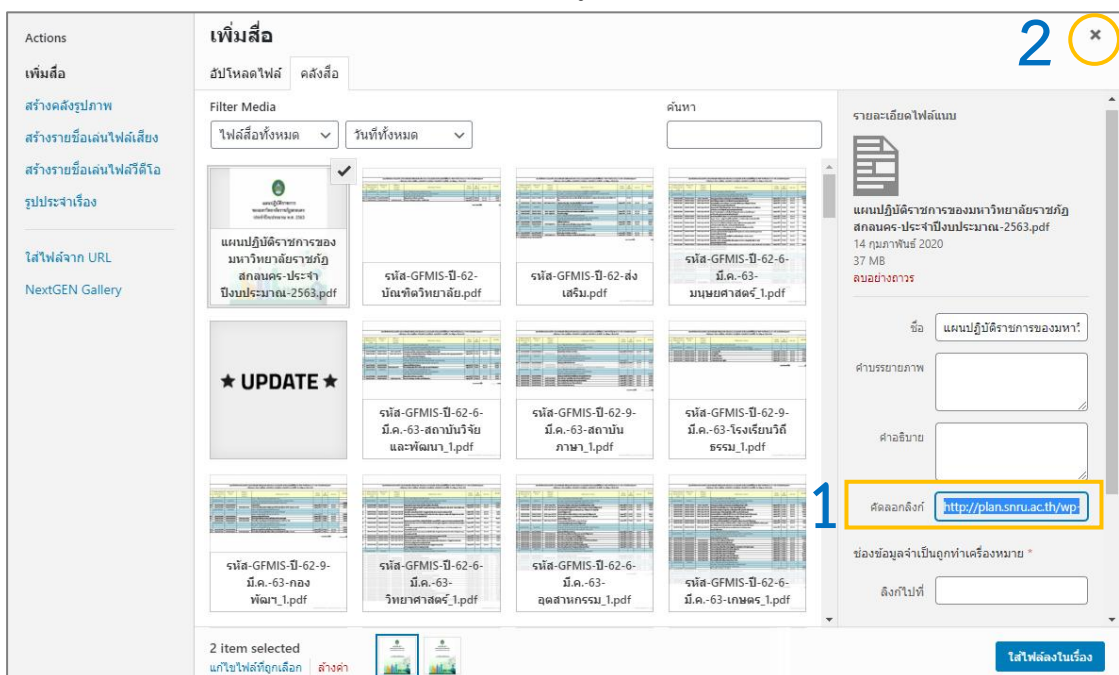 Actions
เพิ่มสื่อ
สร้างคลังรูปภาพ
สร้างรายชื่อเล่นไฟล์เสียง
สร้างรายชื่อเล่นไฟล์วีดีโอ
รูปประจำเรื่อง
ใส่ไฟล์จาก URL
NextGEN Gallery
เพิ่มสื่อ
2
×
อัปโหลดไฟล์ คลังสื่อ
Filter Media
ค้นหา
ไฟล์สื่อทั้งหมด
วันที่ทั้งหมด
แผนปฏิบัติราชการของ
มหาวิทยาลัยราชภัฏ
สกลนคร-ประจำ
ปีงบประมาณ-2563.pdf
รหัส-GFMIS-ปี-62-
บัณฑิตวิทยาลัย.pdf
รหัส-GFMIS-ปี-62-ส่ง
เสริม.pdf
รหัส-GFMIS-ปี-62-6-
มี.ค.-63-
มนุษยศาสตร์_1.pdf
★ UPDATE ★
รหัส-GFMIS-ปี-62-6-
มี.ค.-63-สถาบันวิจัย
และพัฒนา_1.pdf
รหัส-GFMIS-ปี-62-9-
มี.ค.-63-สถาบัน
ภาษา_1.pdf
รหัส-GFMIS-ปี-62-9-
มี.ค.-63-โรงเรียนวิถี
ธรรม_1.pdf
รหัส-GFMIS-ปี-62-9-
มี.ค.-63-กอง
พัฒฯ_1.pdf
รหัส-GFMIS-ปี-62-6-
มี.ค.-63-
วิทยาศาสตร์_1.pdf
รหัส-GFMIS-ปี-62-6-
มี.ค.-63-
อุตสาหกรรม_1.pdf
รหัส-GFMIS-ปี-62-6-
มี.ค.-63-เกษตร_1.pdf
รายละเอียดไฟล์แนบ
แผนปฏิบัติราชการของมหาวิทยาลัยราชภัฏ
สกลนคร-ประจำปีงบประมาณ-2563.pdf
14 กุมภาพันธ์ 2020
37 MB
ลบอย่างถาวร
ชื่อ แผนปฏิบัติราชการของมหาวิ
คำบรรยายภาพ
คำอธิบาย
1
คัดลอกลิงก์ http://plan.snru.ac.th/wp-
ช่องข้อมูลจำเป็นถูกทำเครื่องหมาย *
ลิงก์ไปที่
2 item selected
แก้ไขไฟล์ที่ถูกเลือก ล้างค่า
ใส่ไฟล์ลงในเรื่อง